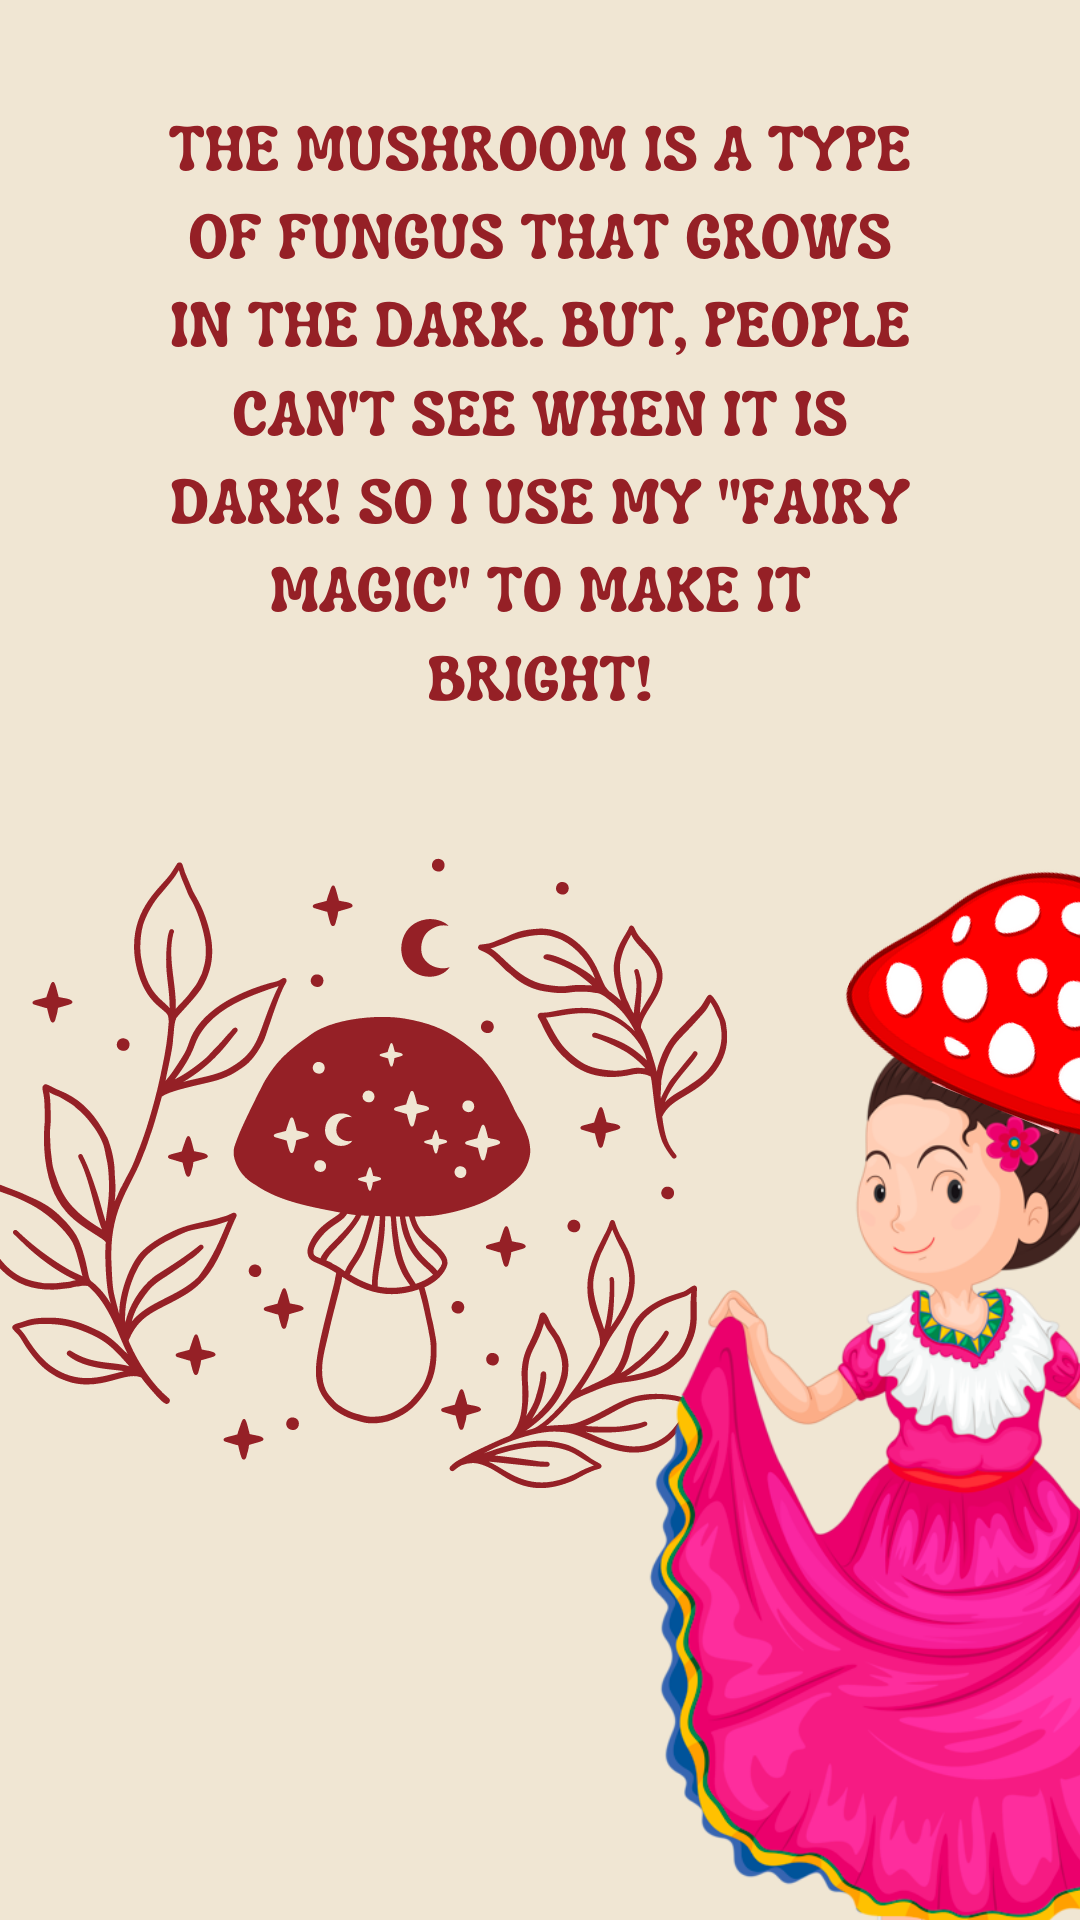 THE MUSHROOM IS A TYPE
OF FUNGUS THAT GROWS
IN THE DARK. BUT, PEOPLE
CAN'T SEE WHEN IT IS
DARK! SO I USE MY "FAIRY
MAGIC" TO MAKE IT
BRIGHT!